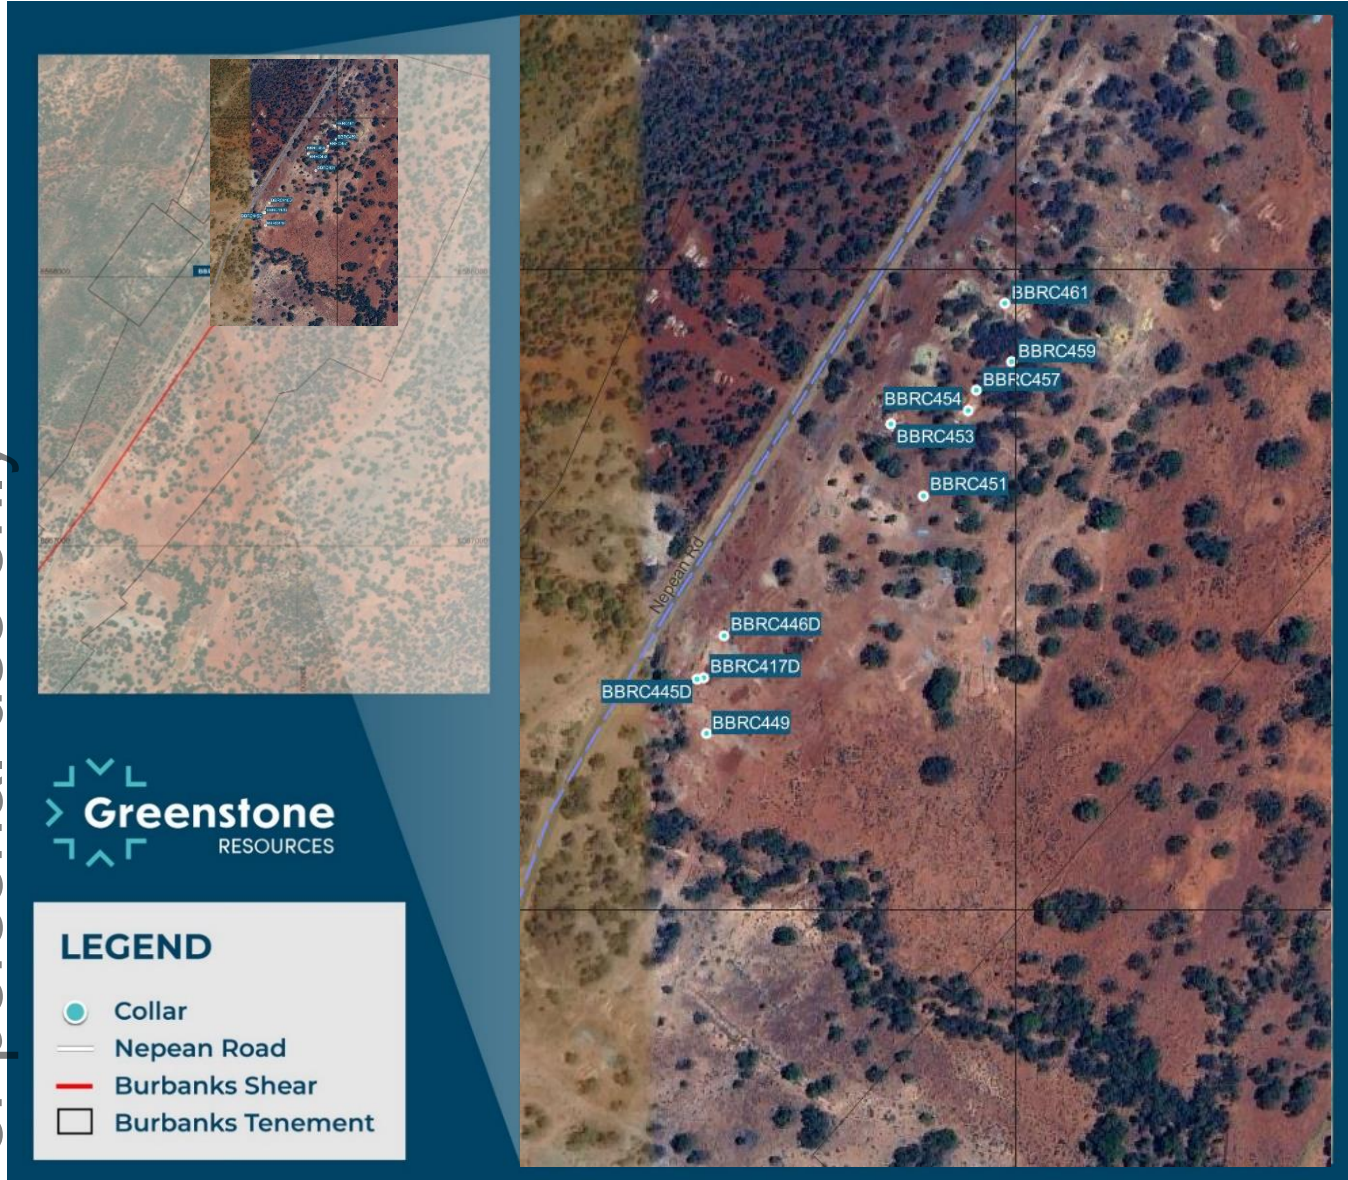 BBRC461
BBRC459
BBRC457
BBRC454
BBRC453
BBRC451
Nepean Rd
BBRC446D
BBRC417D
BBRC445D
BBRC449
Greenstone
RESOURCES
LEGEND
Collar
Nepean Road
Burbanks Shear
Burbanks Tenement